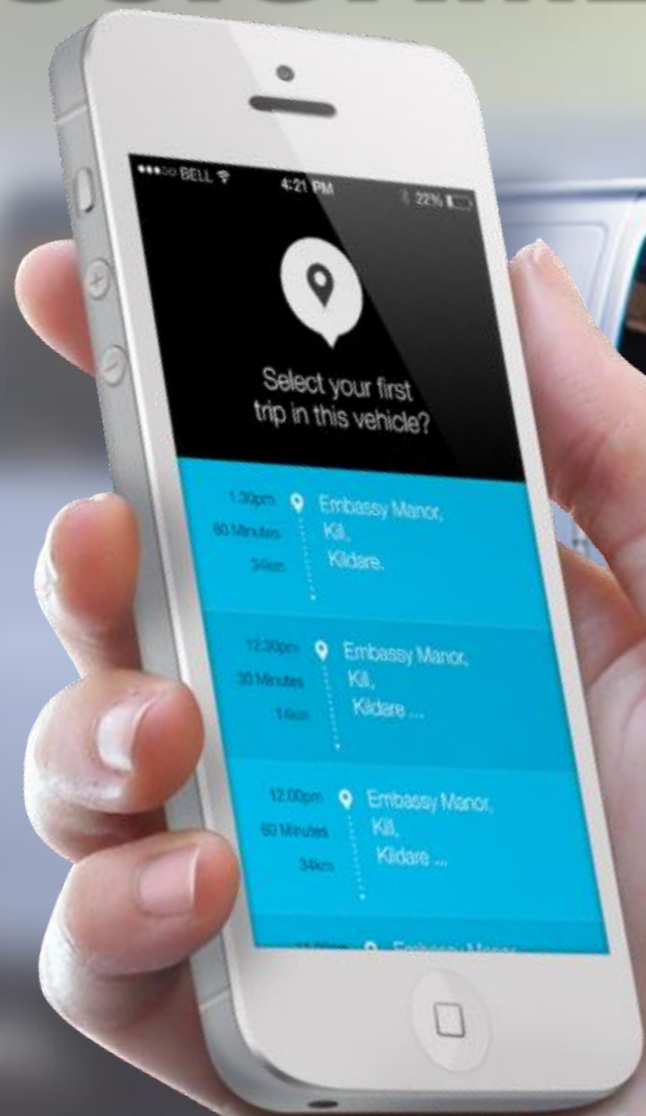 BELL
4:21 PM
22%
Select your first
trip in this vehicle?
1:30pm
Embassy Manor,
60 Minutes
Kill,
34km
Kildare.
12:30pm
Embassy Manor,
30 Minutes
Kill,
14km
Kildare ...
12.00pm
Embassy Manor,
60 Minutes
Kill,
34km
Kildare ...
Embassy Manor